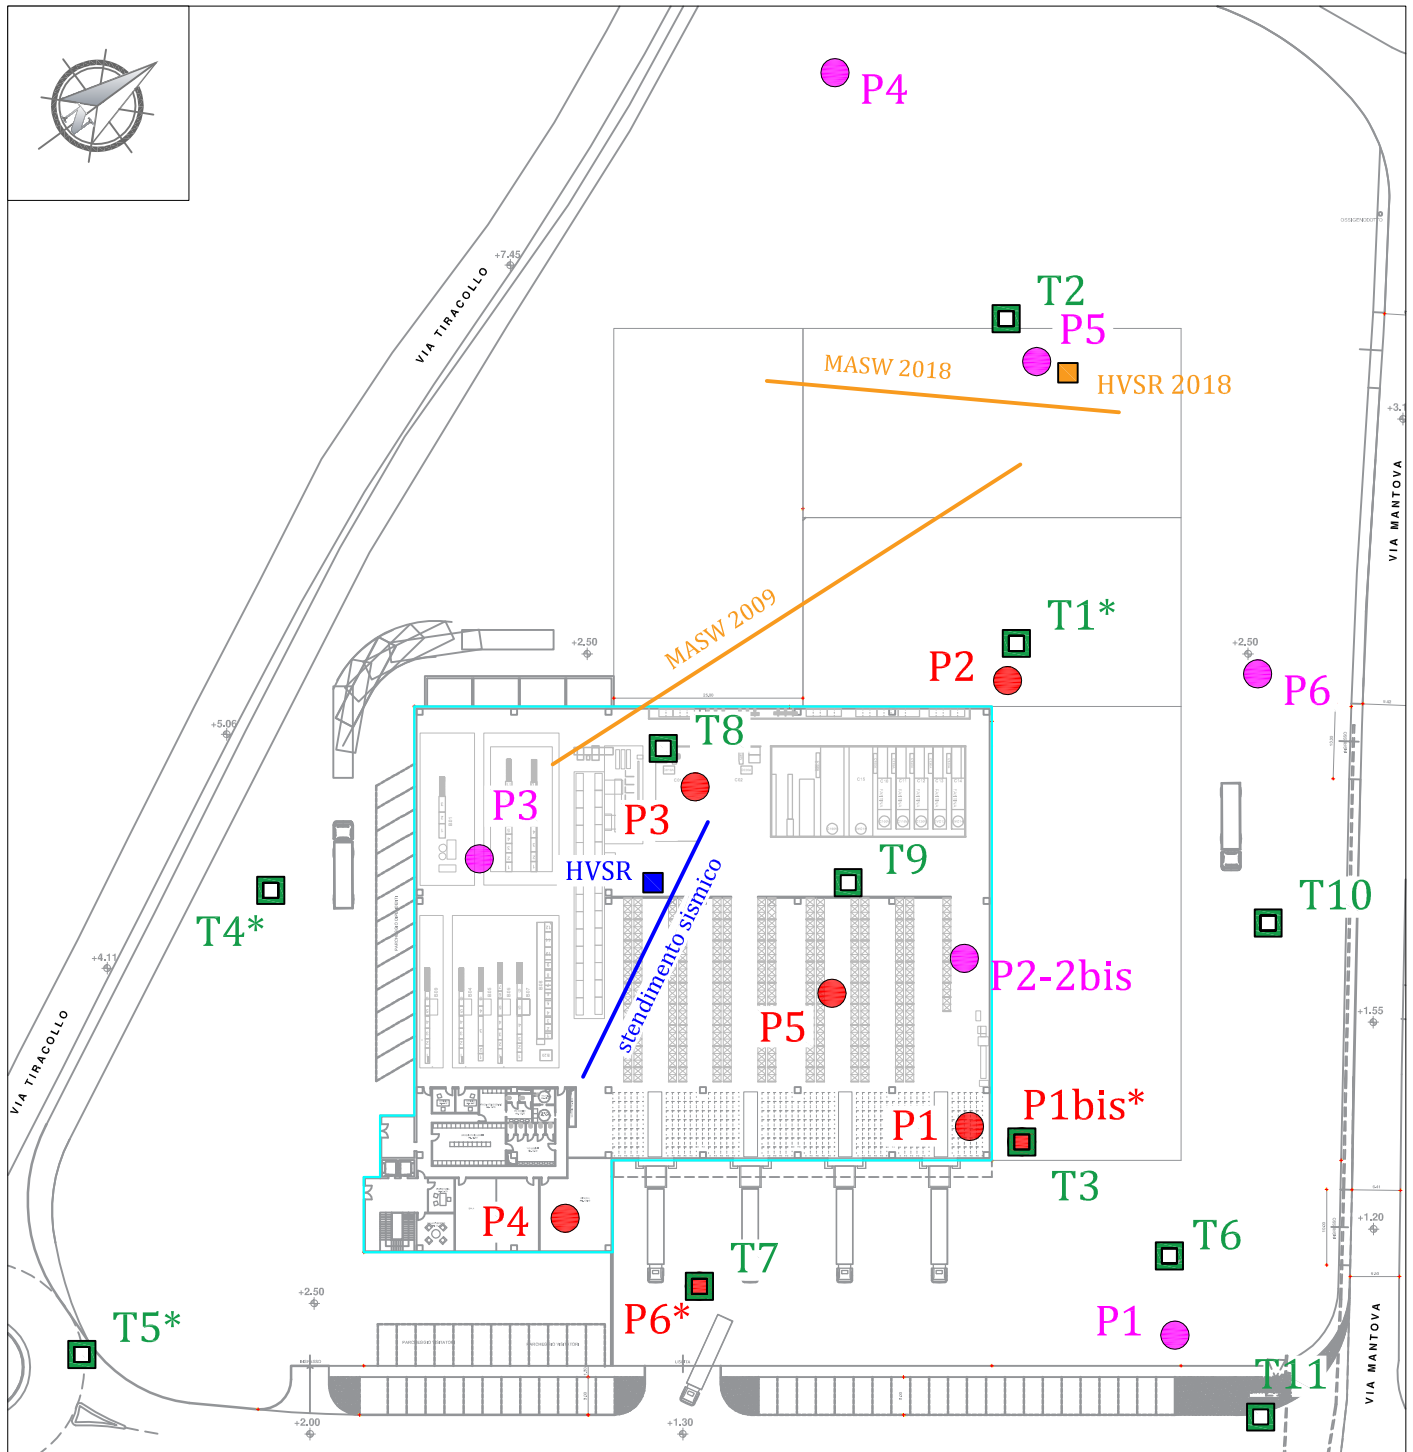 P4
+7.45
VIA TIRACOLLO
T2
P5
MASW 2018
HVSR 2018
VIA MANTOVA
MASW 2009
T1*
+2.50
+2.50
P2
P6
+5.06
T8
P3
P3
HVSR
T9
T4*
T10
stendimento sismico
+4.11
P2-2bis
P5
+1.55
VIA TIRACOLLO
P1
P1bis*
T3
P4
+1.20
T6
T7
+2.50
P6*
T5*
P1
VIA MANTOVA
INGRESSO
USCITA
T11
+2.00
+1.30